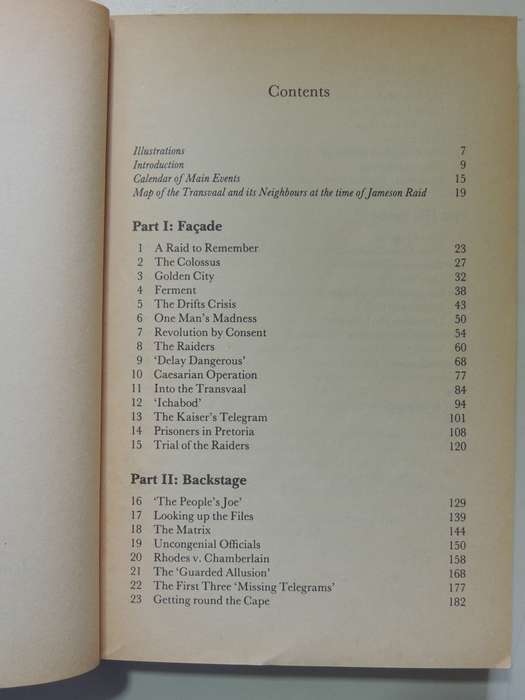 Contents
Illustrations 7
Introduction 9
Calendar of Main Events 15
Map of the Transvaal and its Neighbours at the time of Jameson Raid 19
Part I: Façade
1 A Raid to Remember 23
2 The Colossus 27
3 Golden City 32
4 Ferment 38
5 The Drifts Crisis 43
6 One Man's Madness 50
7 Revolution by Consent 54
8 The Raiders 60
9 ‘Delay Dangerous’ 68
10 Caesarian Operation 77
11 Into the Transvaal 84
12 ‘Ichabod’ 94
13 The Kaiser's Telegram 101
14 Prisoners in Pretoria 108
15 Trial of the Raiders 120
Part II: Backstage
16 ‘The People's Joe’ 129
17 Looking up the Files 139
18 The Matrix 144
19 Uncongenial Officials 150
20 Rhodes v. Chamberlain 158
21 The ‘Guarded Allusion’ 168
22 The First Three ‘Missing Telegrams’ 177
23 Getting round the Cape 182